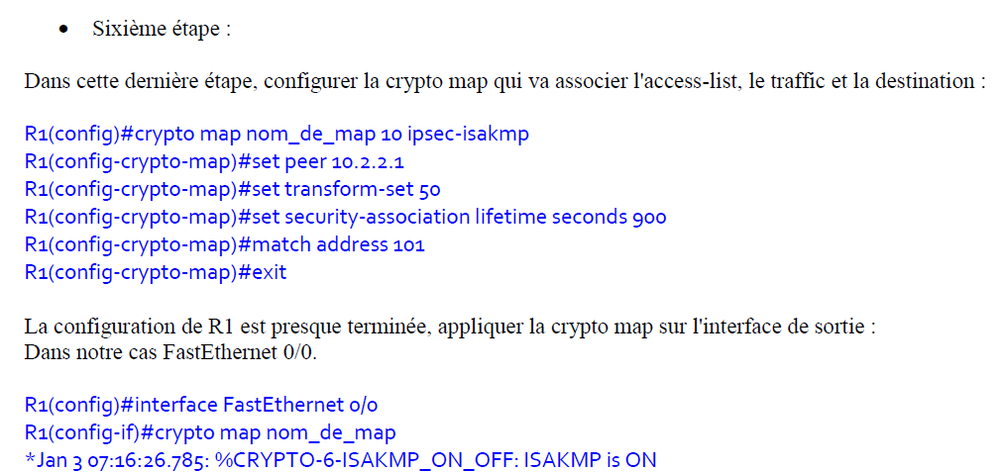 • Sixième étape :
Dans cette dernière étape, configurer la crypto map qui va associer l'access-list, le traffic et la destination :
R1(config)#crypto map nom_de_map 10 ipsec-isakmp
R1(config-crypto-map)#set peer 10.2.2.1
R1(config-crypto-map)#set transform-set 50
R1(config-crypto-map)#set security-association lifetime seconds 900
R1(config-crypto-map)#match address 101
R1(config-crypto-map)#exit
La configuration de R1 est presque terminée, appliquer la crypto map sur l'interface de sortie :
Dans notre cas FastEthernet 0/0.
R1(config)#interface FastEthernet 0/0
R1(config-if)#crypto map nom_de_map
*Jan 3 07:16:26.785: %CRYPTO-6-ISAKMP_ON_OFF: ISAKMP is ON